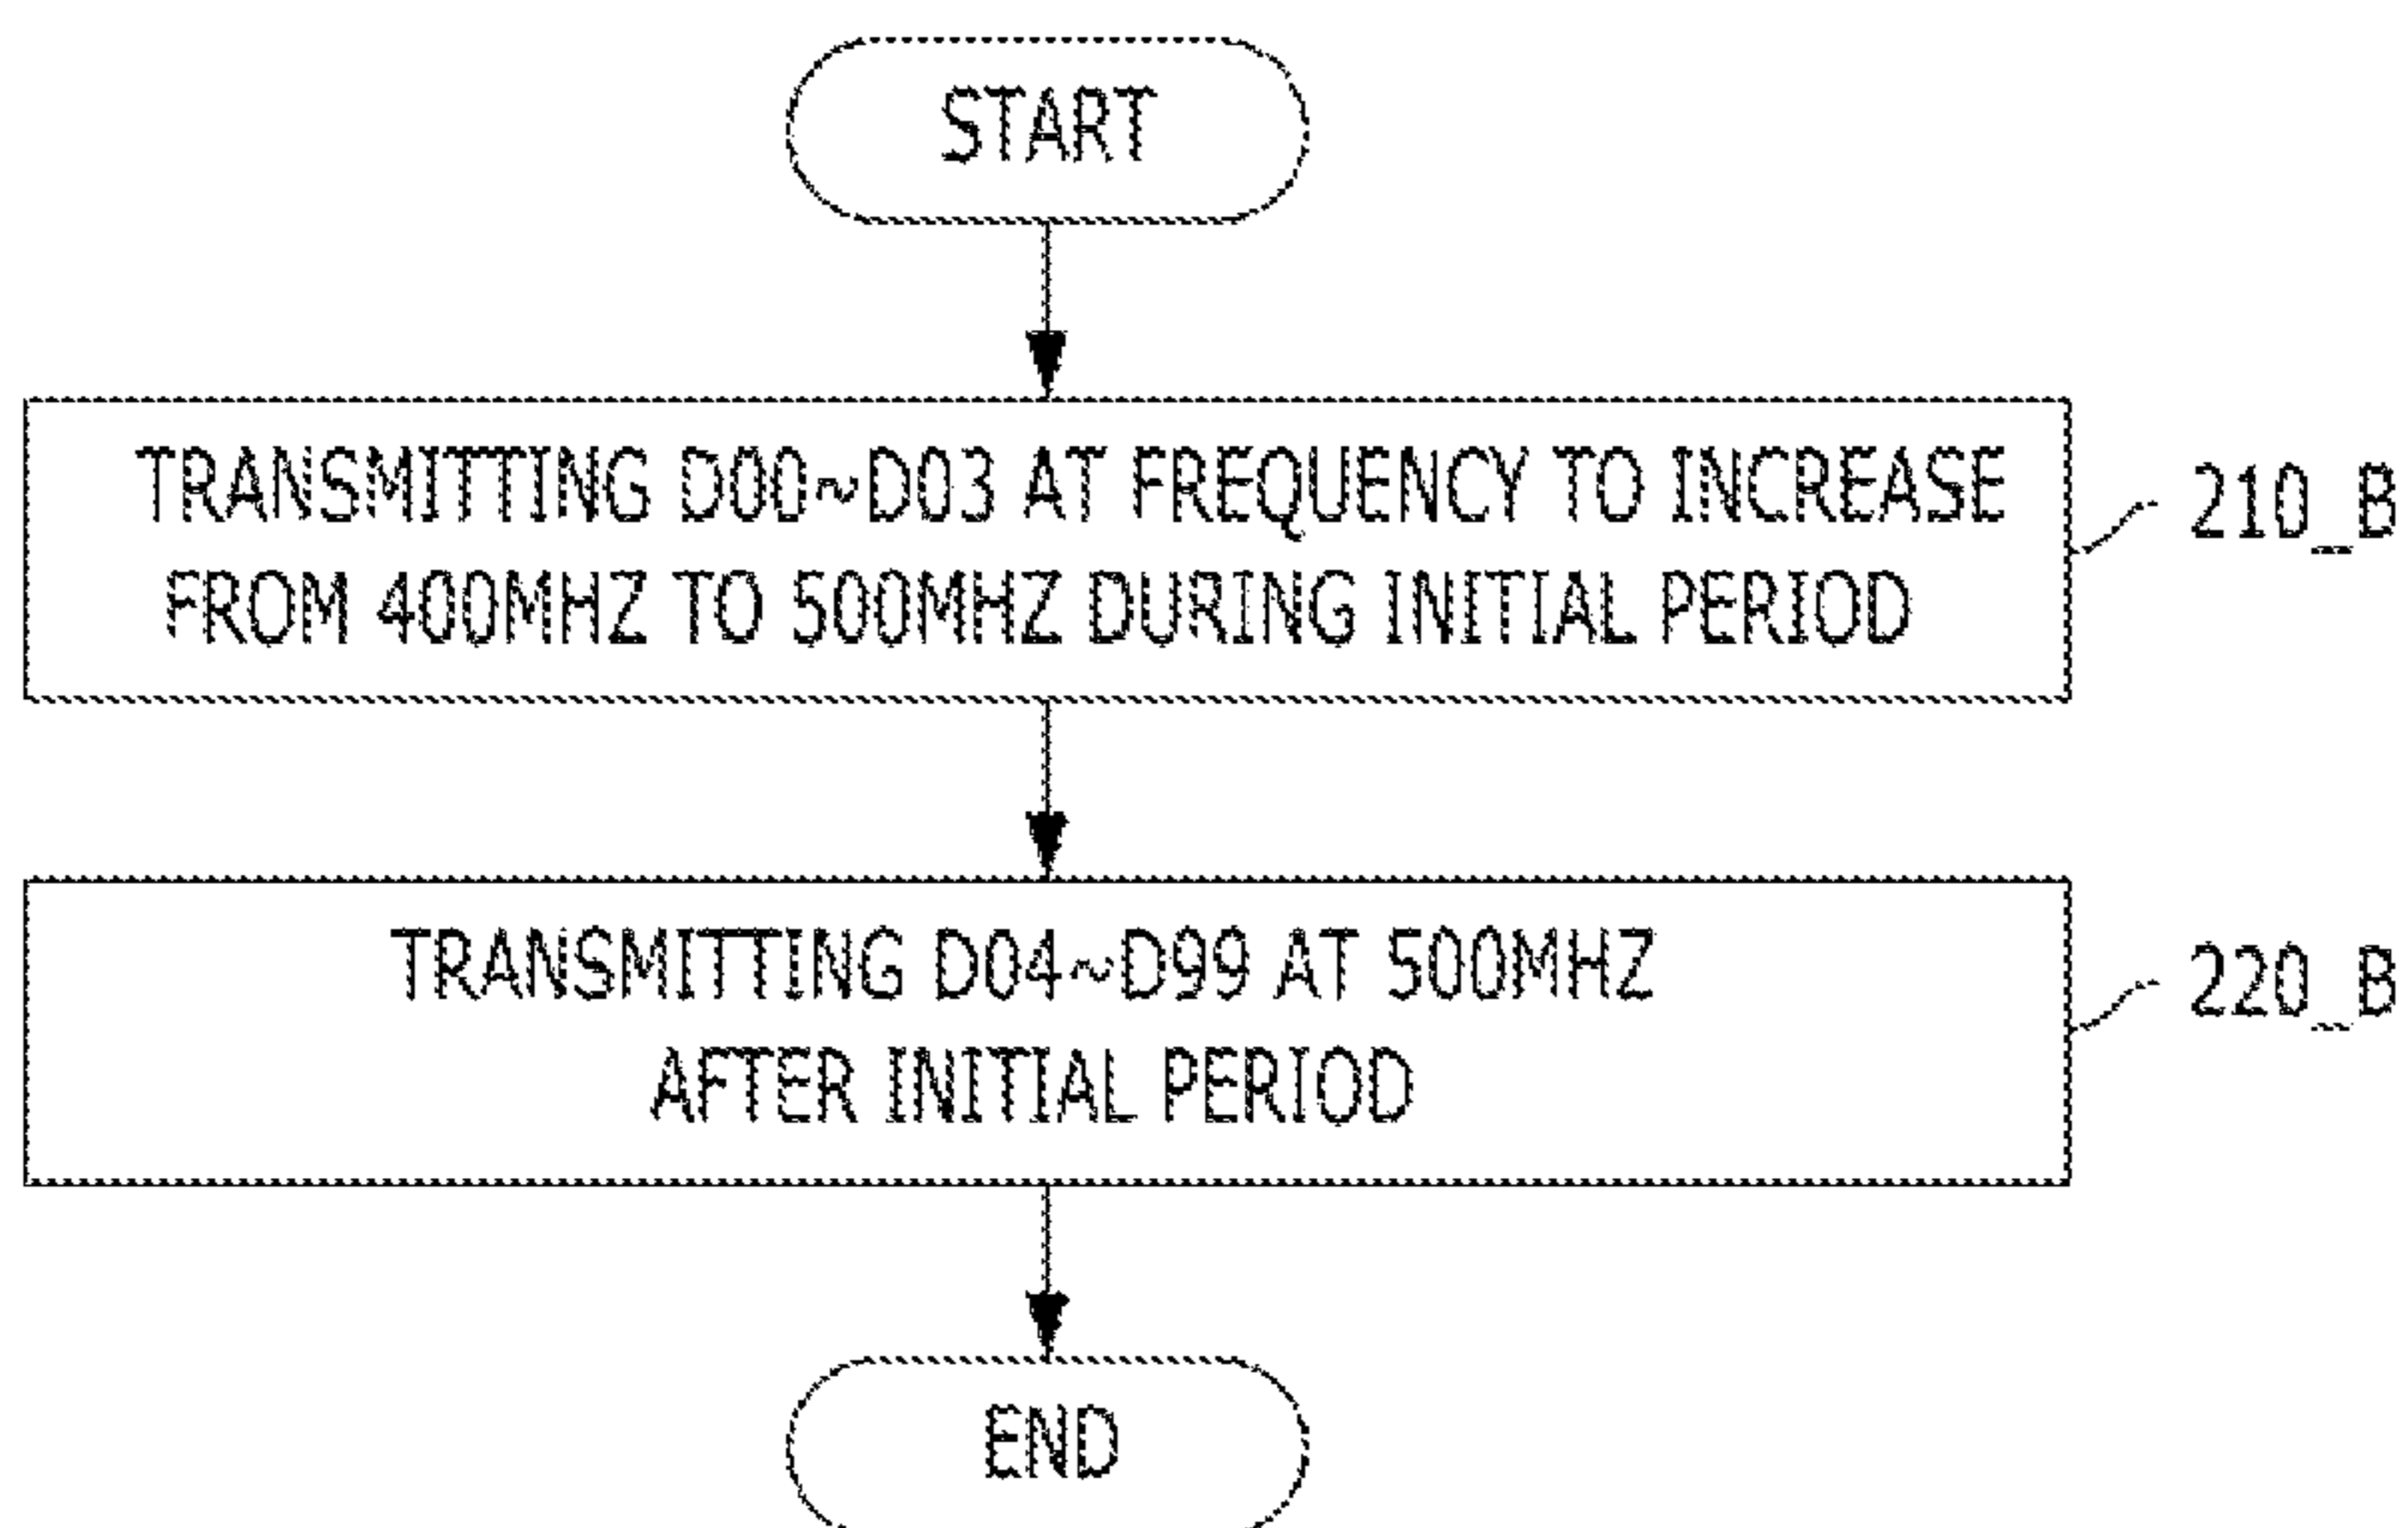 START
TRANSMITTING D00~D03 AT FREQUENCY TO INCREASE
FROM 400MHZ TO 500MHZ DURING INITIAL PERIOD
210_B
TRANSMITTING D04~D99 AT 500MHZ
AFTER INITIAL PERIOD
220_B
END